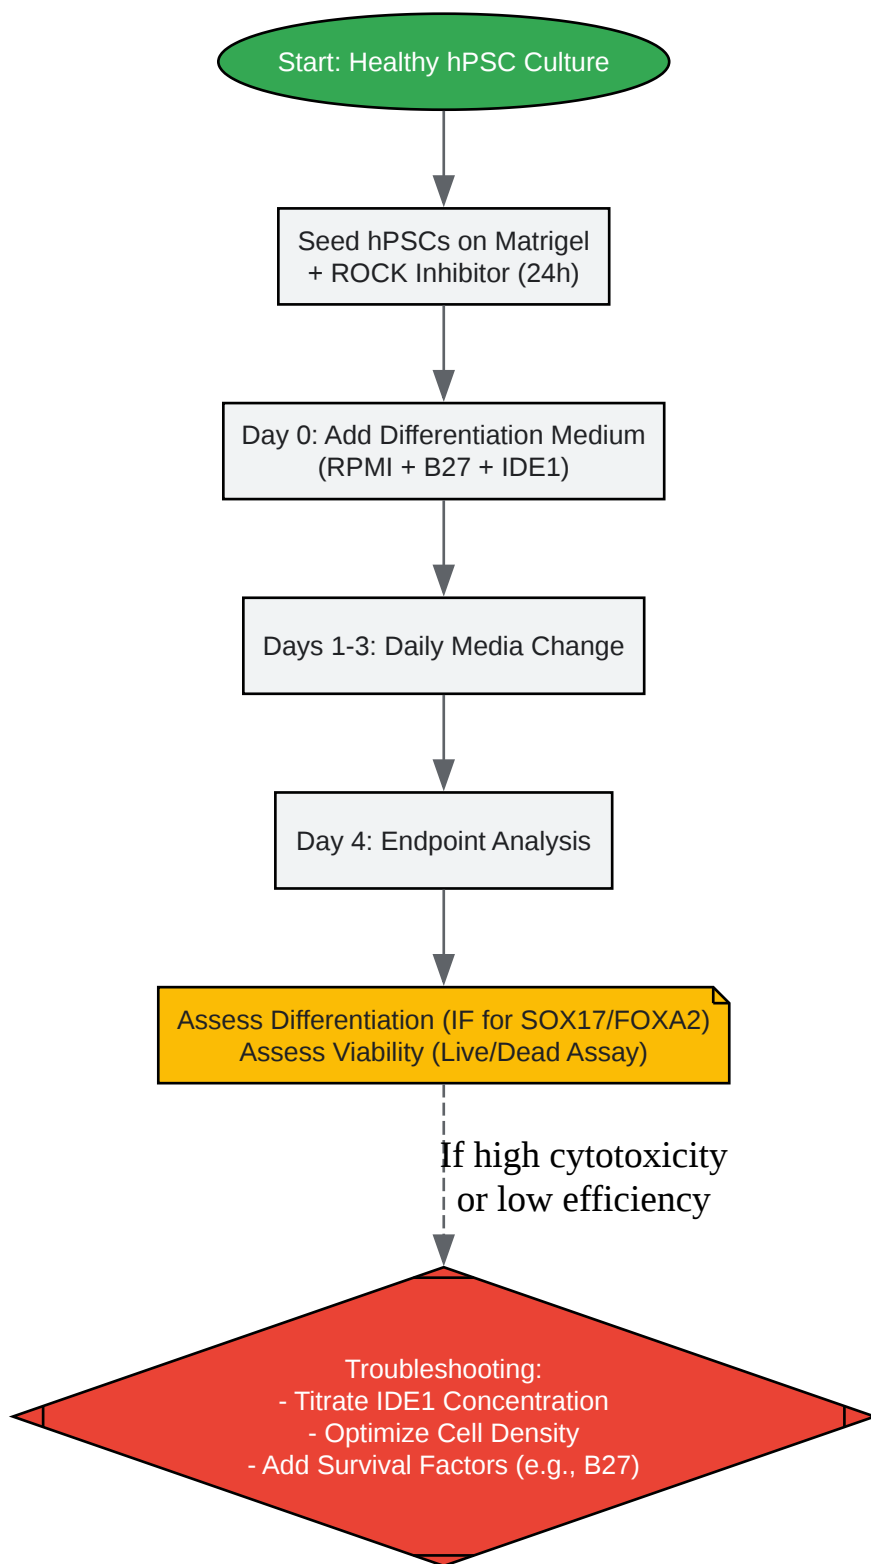 Start: Healthy hPSC Culture
Seed hPSCs on Matrigel
+ ROCK Inhibitor (24h)
Day 0: Add Differentiation Medium
(RPMI + B27 + IDE1)
Days 1-3: Daily Media Change
Day 4: Endpoint Analysis
Assess Differentiation (IF for SOX17/FOXA2)
Assess Viability (Live/Dead Assay)
If high cytotoxicity
or low efficiency
Troubleshooting:
- Titrate IDE1 Concentration
- Optimize Cell Density
- Add Survival Factors (e.g., B27)